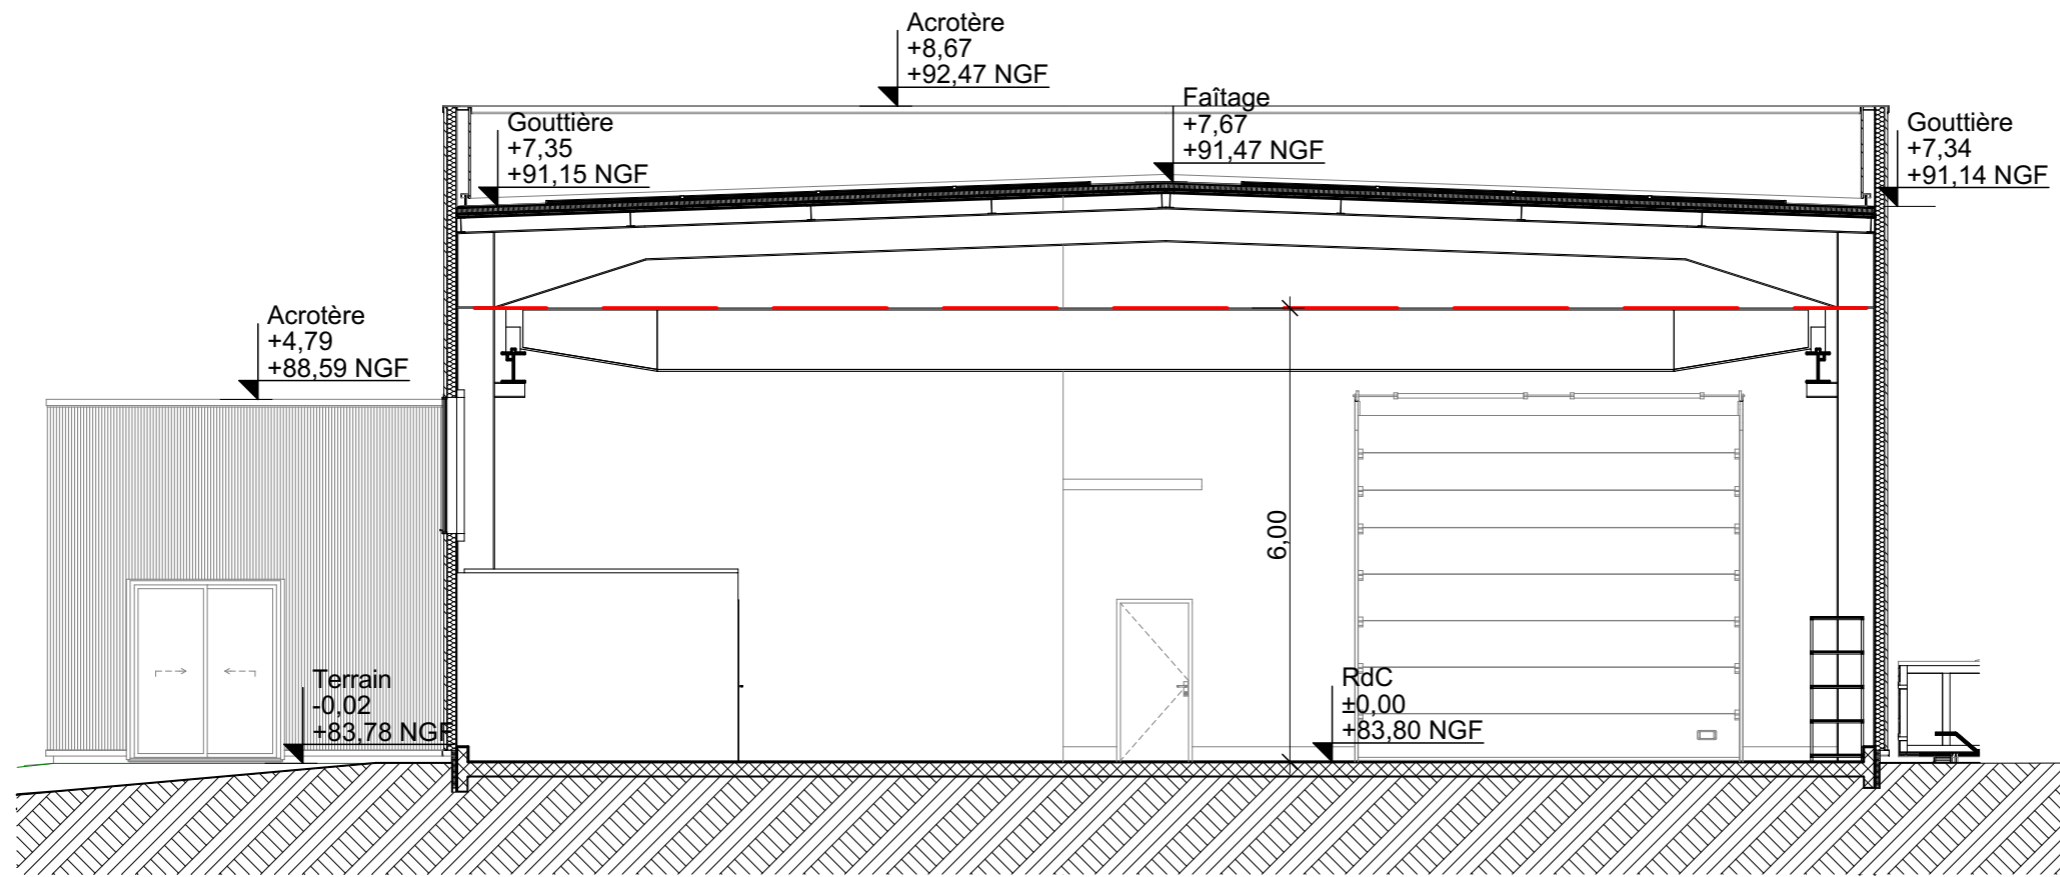 Acrotère
+8,67
+92,47 NGF
Faîtage
+7,67
+91,47 NGF
Gouttière
+7,35
+91,15 NGF
Gouttière
+7,34
+91,14 NGF
Acrotère
+4,79
+88,59 NGF
6,00
Terrain
-0,02
+83,78 NGF
RdC
±0,00
+83,80 NGF